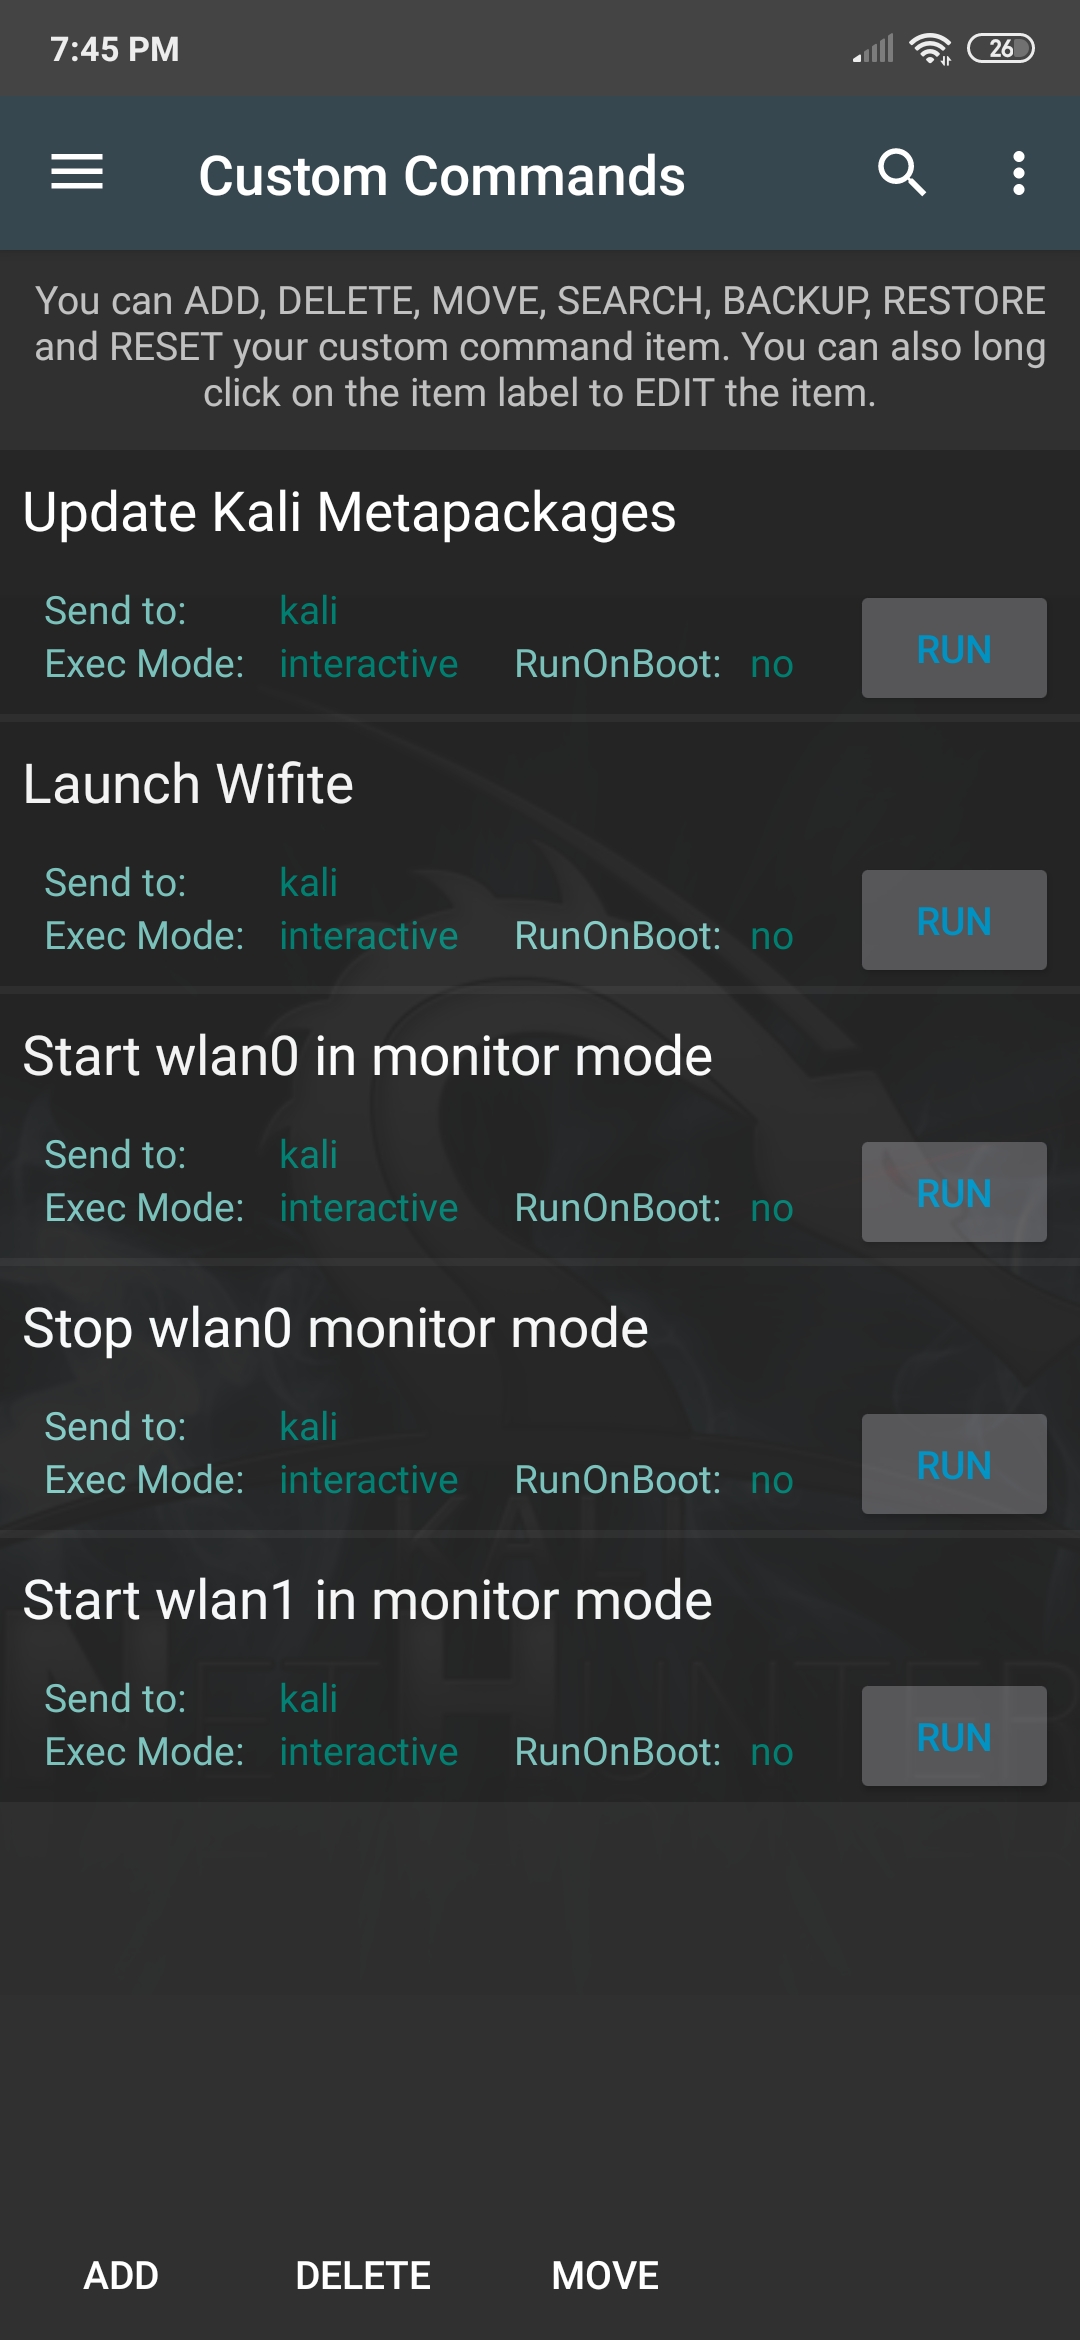 7:45 PM
26
Custom Commands
You can ADD, DELETE, MOVE, SEARCH, BACKUP, RESTORE
and RESET your custom command item. You can also long
click on the item label to EDIT the item.
Update Kali Metapackages
Send to: kali
Exec Mode: interactive RunOnBoot: no
RUN
Launch Wifite
Send to: kali
Exec Mode: interactive RunOnBoot: no
RUN
Start wlan0 in monitor mode
Send to: kali
Exec Mode: interactive RunOnBoot: no
RUN
Stop wlan0 monitor mode
Send to: kali
Exec Mode: interactive RunOnBoot: no
RUN
KALI
Start wlan1 in monitor mode
NETHUNTER
Send to: kali
Exec Mode: interactive RunOnBoot: no
RUN
ADD DELETE MOVE